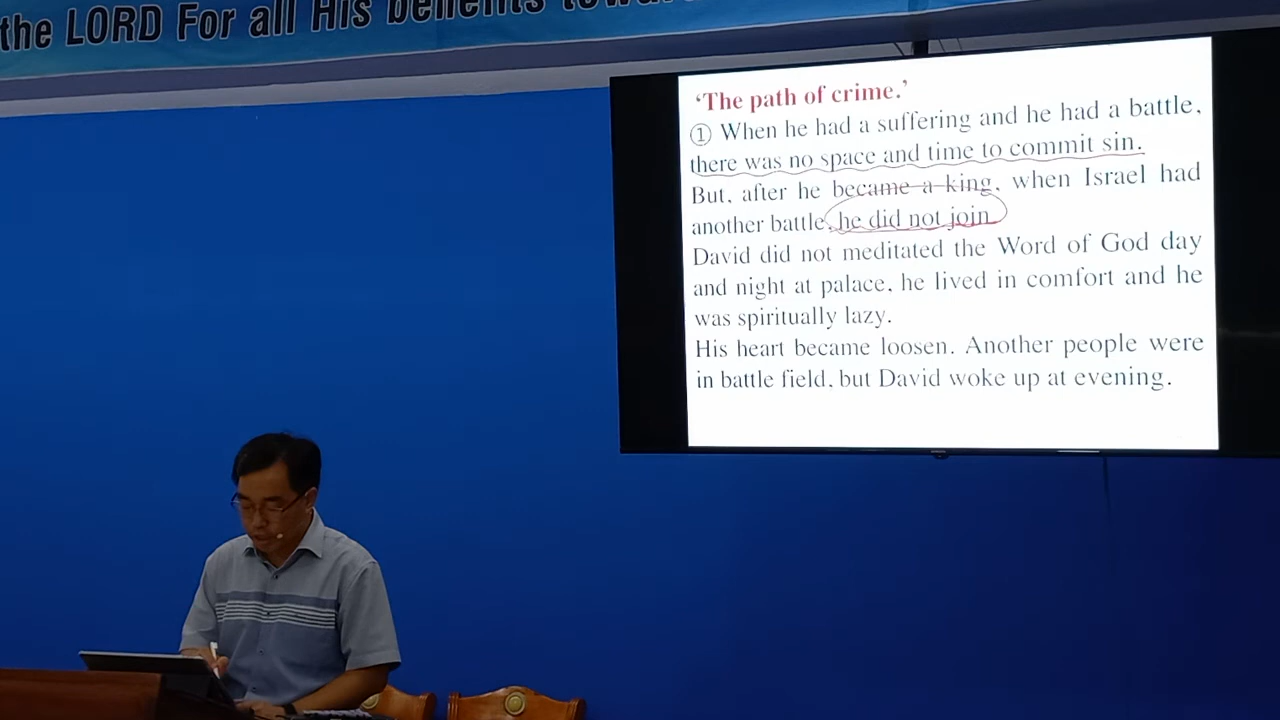 the LORD For all His benefits
'The path of crime.'
① When he had a suffering and he had a battle,
there was no space and time to commit sin.
But, after he became a king, when Israel had
another battle, he did not join.
David did not meditated the Word of God day
and night at palace, he lived in comfort and he
was spiritually lazy.
His heart became loosen. Another people were
in battle field, but David woke up at evening.